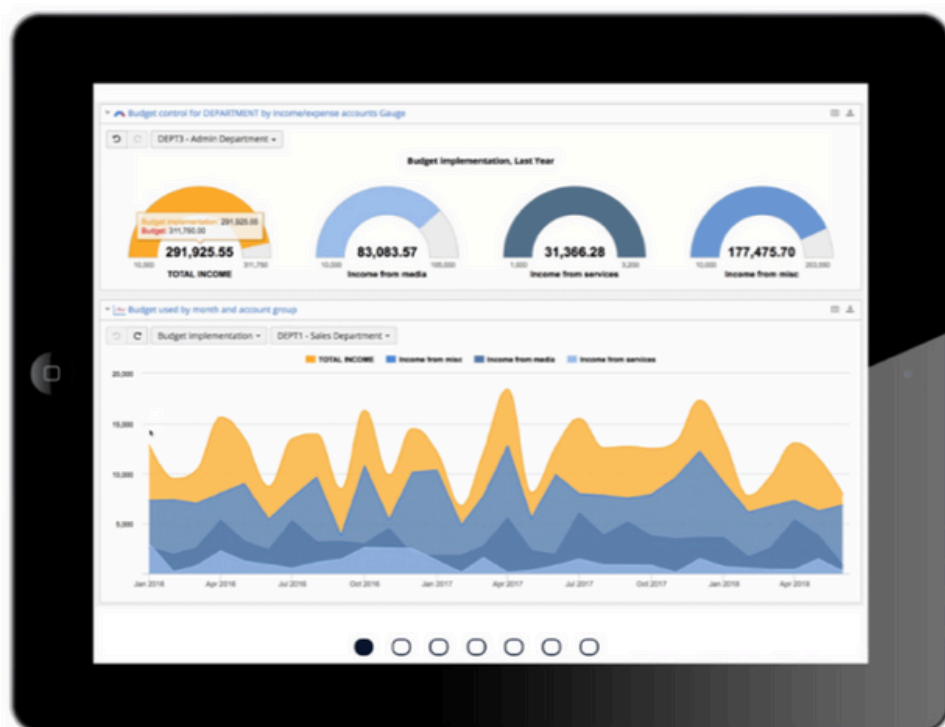 Budget control for DEPARTMENT by income/expense accounts Gauge
DEPT3 - Admin Department
Budget implementation, Last Year
Budget implementation: 291,925.55
Budget: 311,750.00
291,925.55 83,083.57 31,366.28 177,475.70
10,000 311,750 10,000 105,000 1,000 3,200 10,000 203,550
TOTAL INCOME Income from media Income from services Income from misc
Budget used by month and account group
Budget implementation DEPT1 - Sales Department
TOTAL INCOME Income from misc Income from media Income from services
20,000
15,000
10,000
5,000
Jan 2016 Apr 2016 Jul 2016 Oct 2016 Jan 2017 Apr 2017 Jul 2017 Oct 2017 Jan 2018 Apr 2018